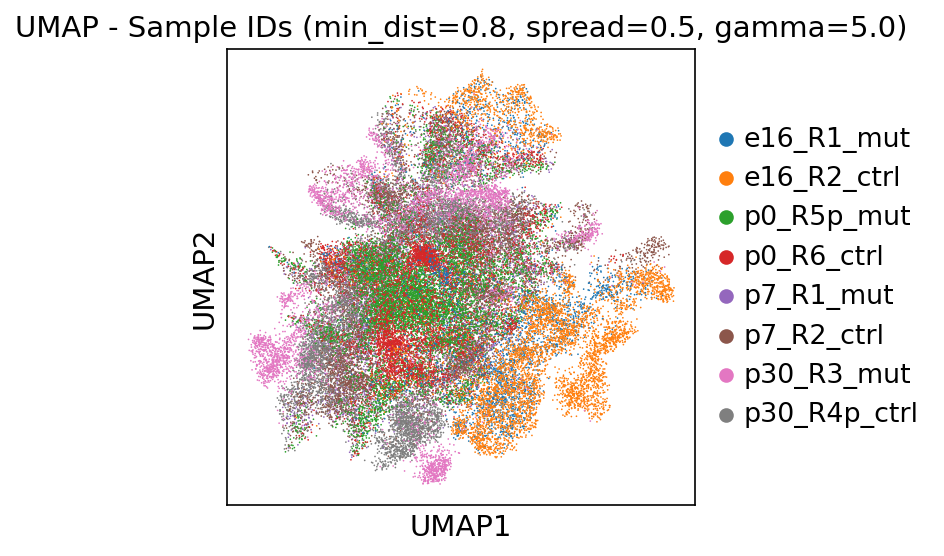 UMAP - Sample IDs (min_dist=0.8, spread=0.5, gamma=5.0)
UMAP2
e16_R1_mut
e16_R2_ctrl
p0_R5p_mut
p0_R6_ctrl
p7_R1_mut
p7_R2_ctrl
p30_R3_mut
p30_R4p_ctrl
UMAP1